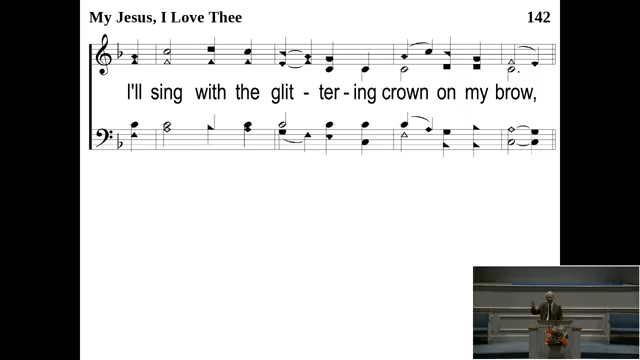 My Jesus, I Love Thee 142
I'll sing with the glit - ter - ing crown on my brow,